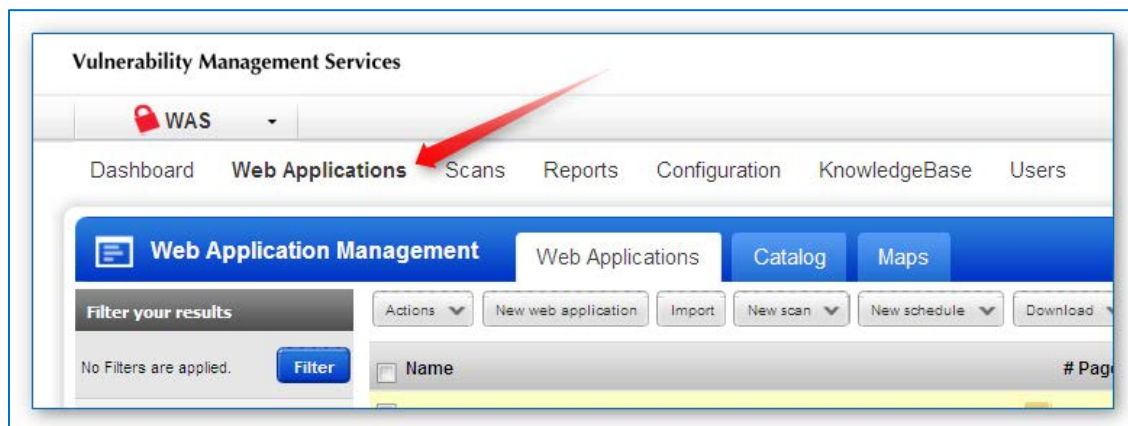 Vulnerability Management Services
WAS
Dashboard Web Applications Scans Reports Configuration KnowledgeBase Users
Web Application Management Web Applications Catalog Maps
Filter your results Actions New web application Import New scan New schedule Download
No Filters are applied. Filter Name # Page